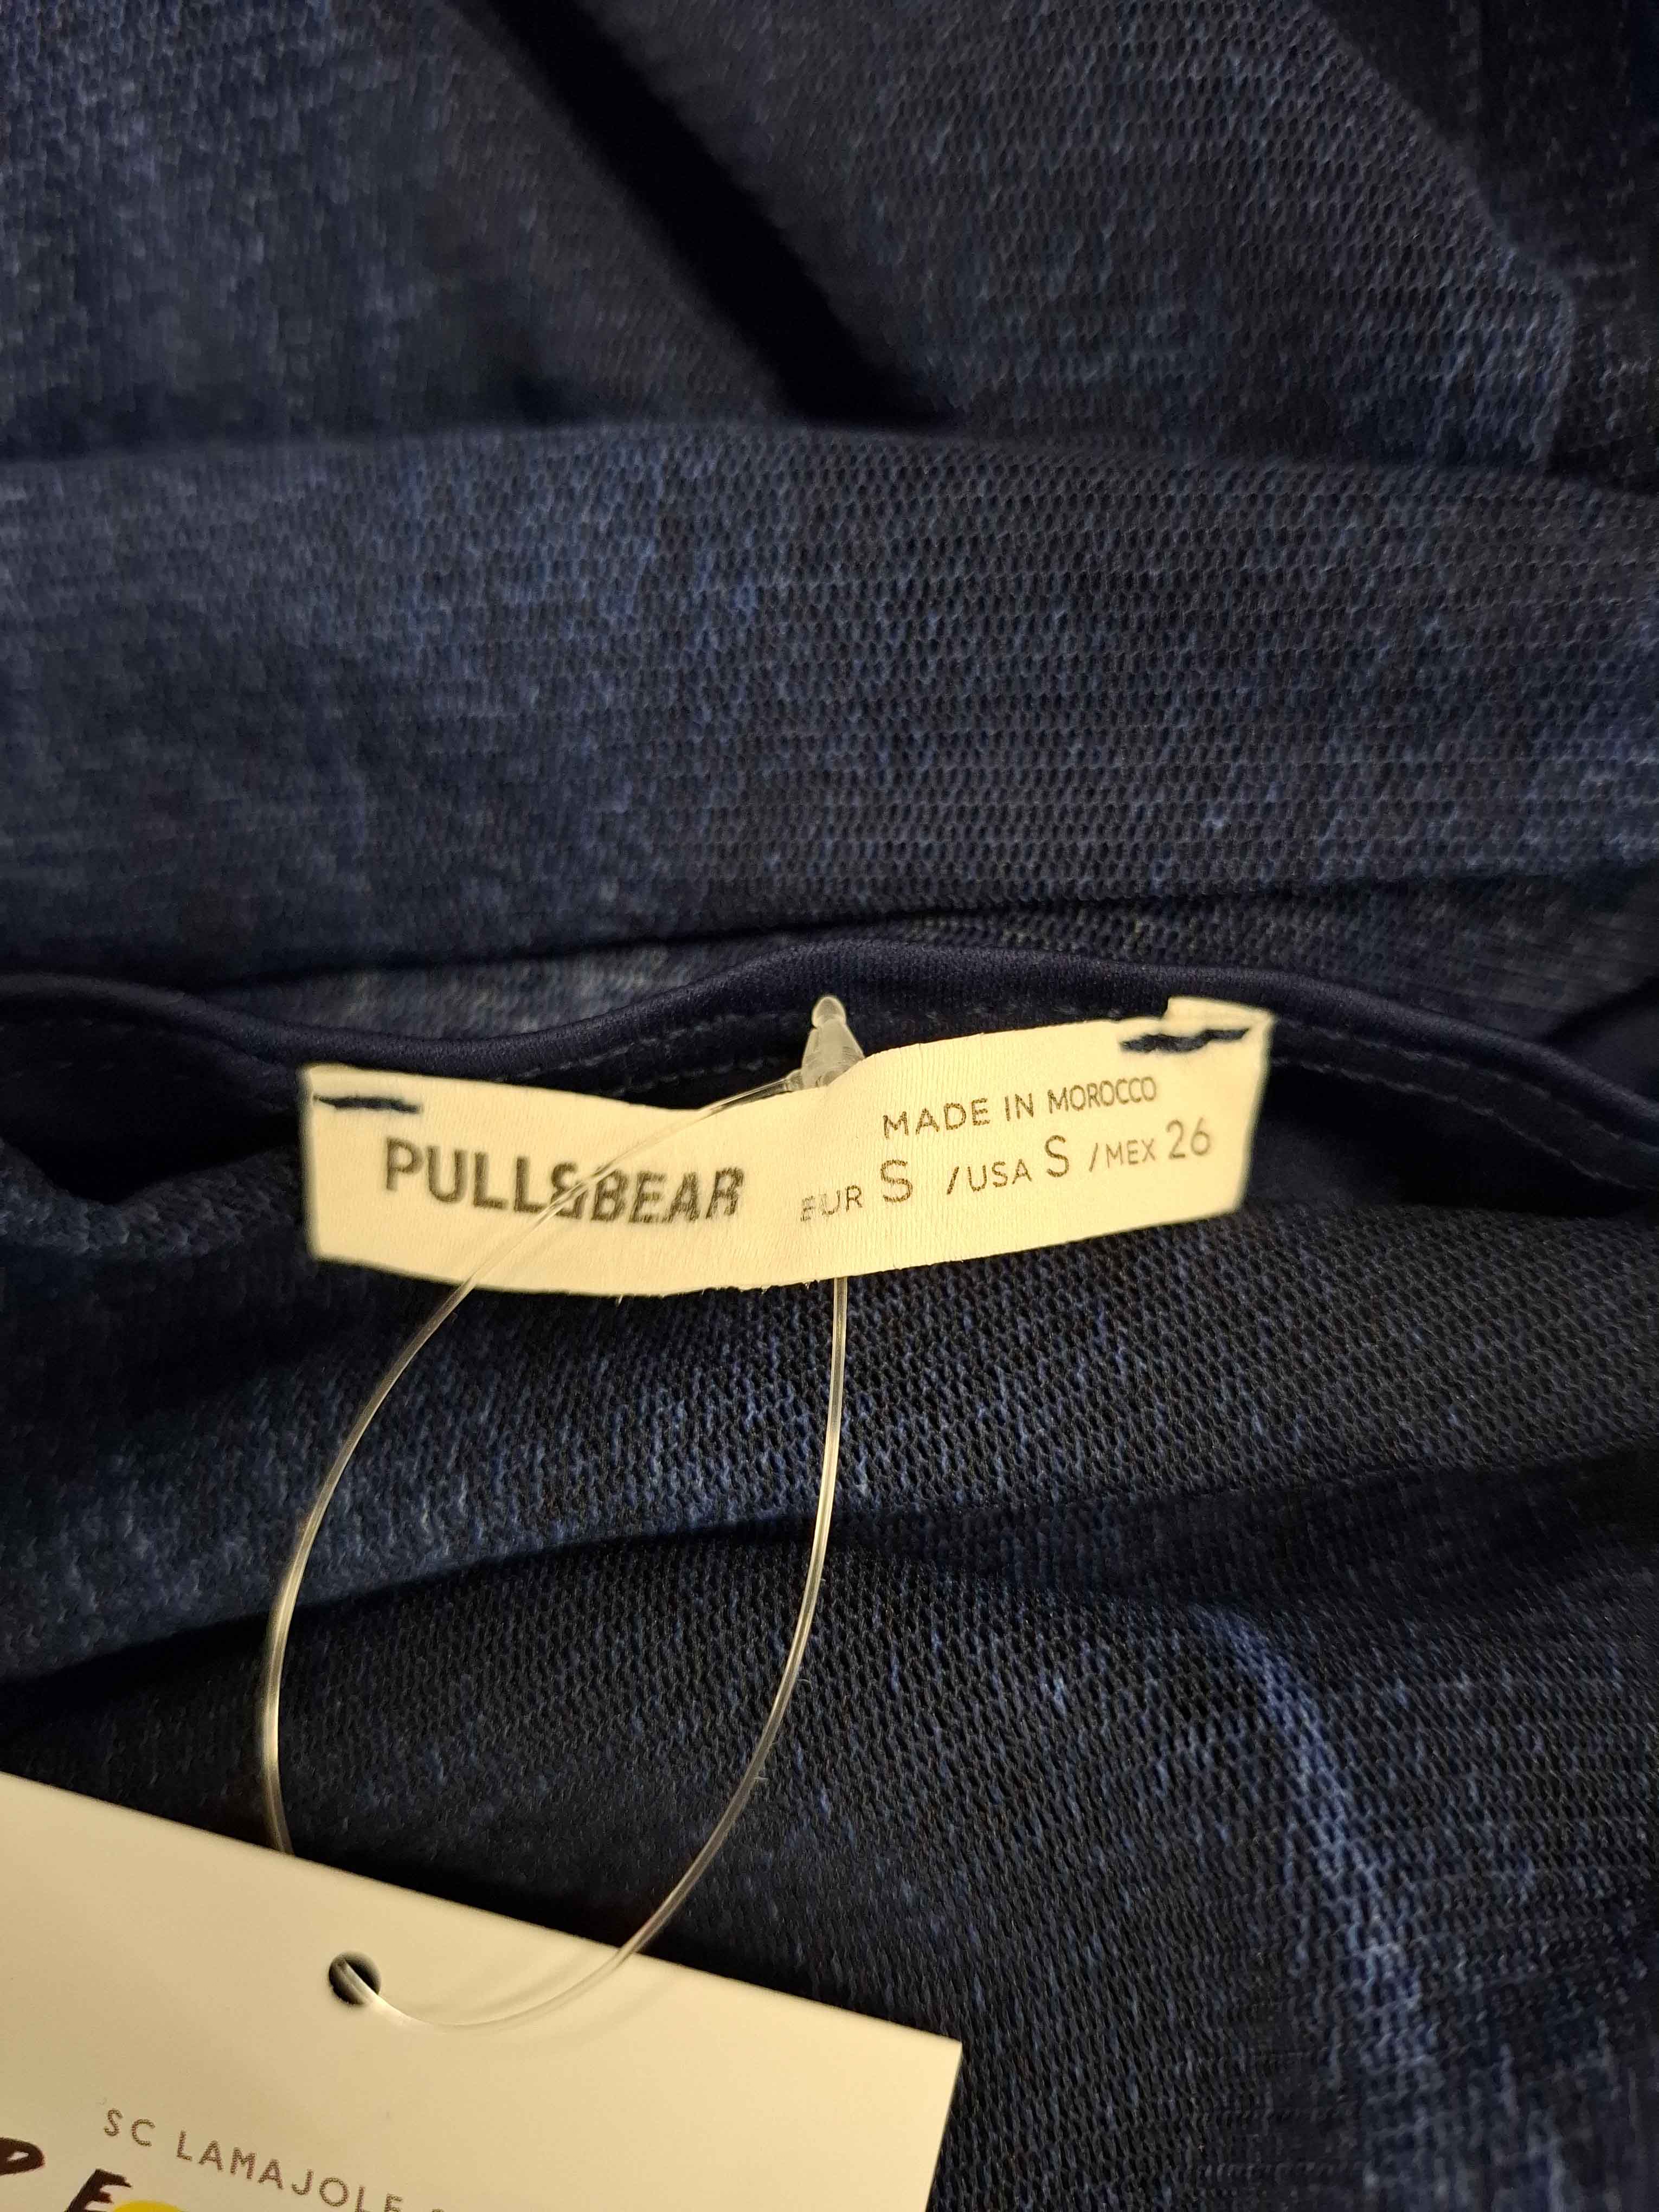 PULL&BEAR
MADE IN MOROCCO
EUR S /USA S /MEX 26
SC LAMAJOLE